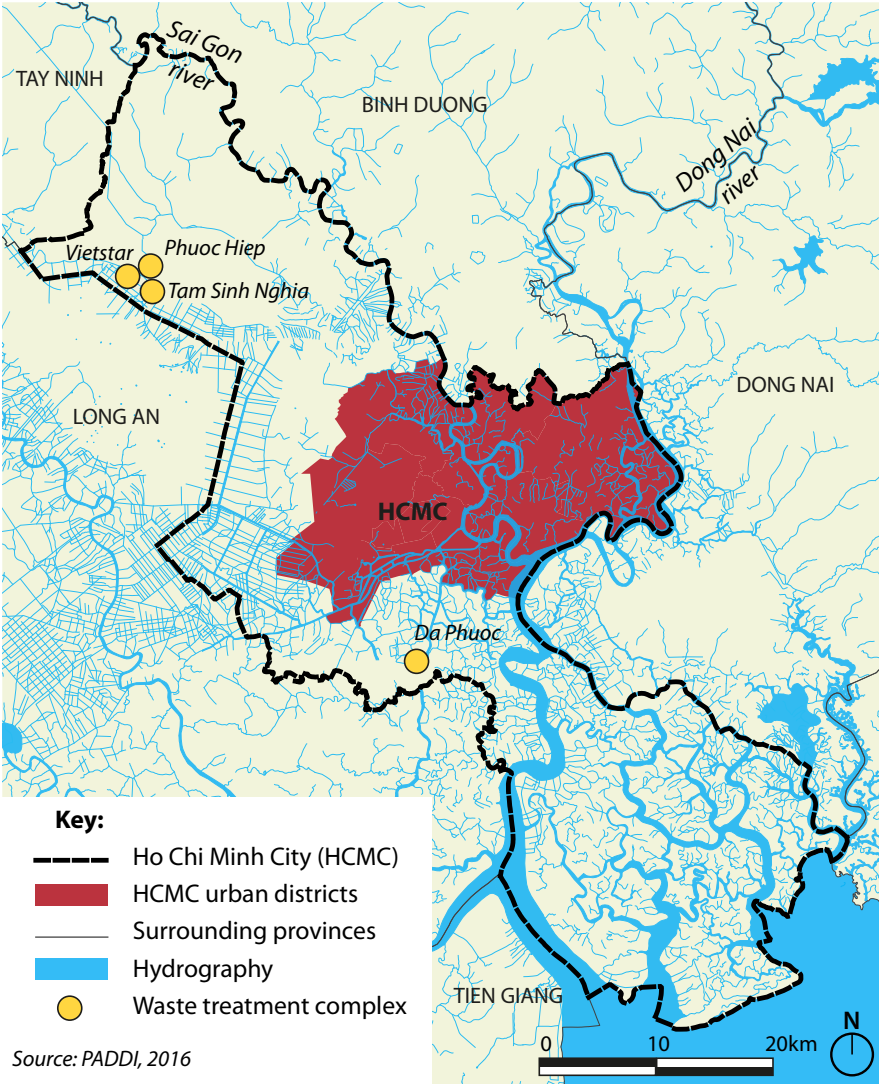 Sai Gon
river
TAY NINH
BINH DUONG
Dong Nai
river
Vietstar
Phuoc Hiep
Tam Sinh Nghia
DONG NAI
LONG AN
HCMC
Da Phuoc
Key:
Ho Chi Minh City (HCMC)
HCMC urban districts
Surrounding provinces
Hydrography
Waste treatment complex
Source: PADDI, 2016
TIEN GIANG
0 10 20km
N